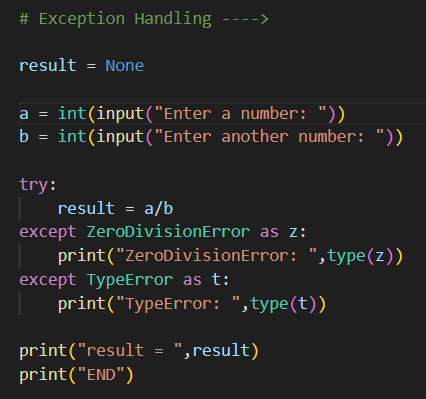 # Exception Handling ---->
result = None
a = int(input("Enter a number: "))
b = int(input("Enter another number: "))
try:
    result = a/b
except ZeroDivisionError as z:
    print("ZeroDivisionError: ",type(z))
except TypeError as t:
    print("TypeError: ",type(t))
print("result = ",result)
print("END")